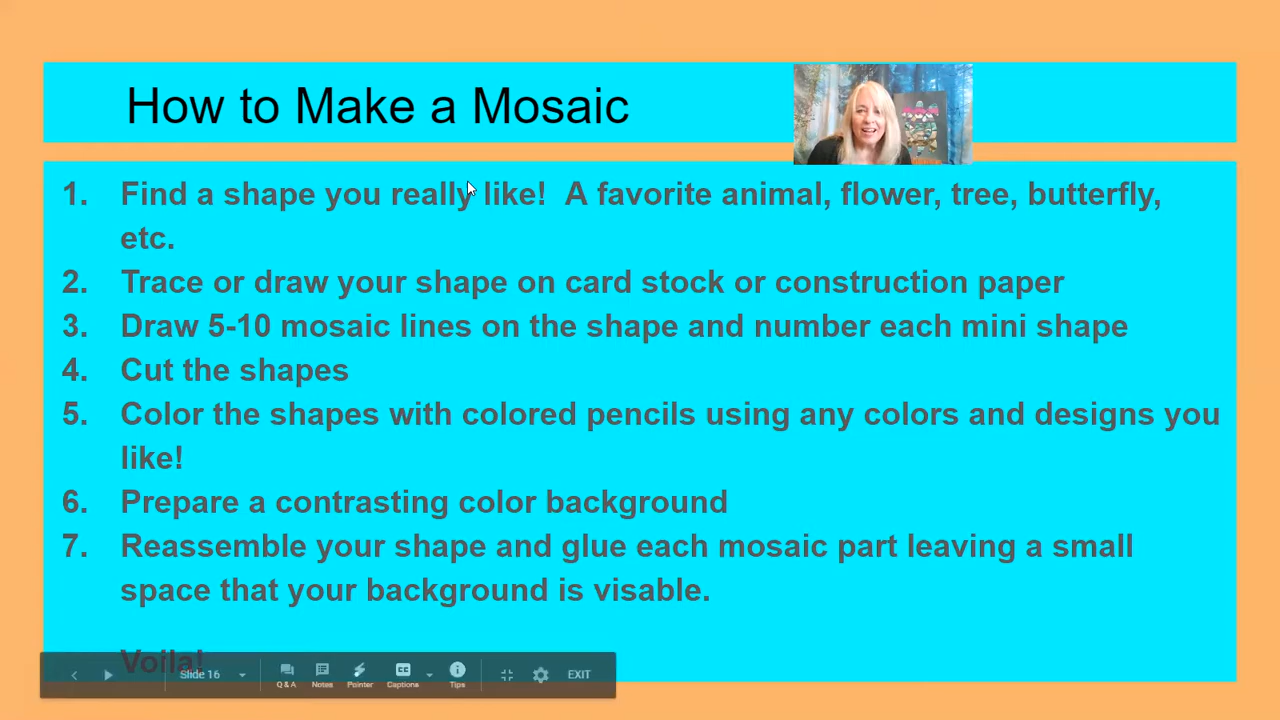 How to Make a Mosaic
1. Find a shape you really like!  A favorite animal, flower, tree, butterfly,
etc.
2. Trace or draw your shape on card stock or construction paper
3. Draw 5-10 mosaic lines on the shape and number each mini shape
4. Cut the shapes
5. Color the shapes with colored pencils using any colors and designs you
like!
6. Prepare a contrasting color background
7. Reassemble your shape and glue each mosaic part leaving a small
space that your background is visable.
Voila!
Slide 16
Q & A
Notes
Pointer
CC
Captions
Tips
EXIT